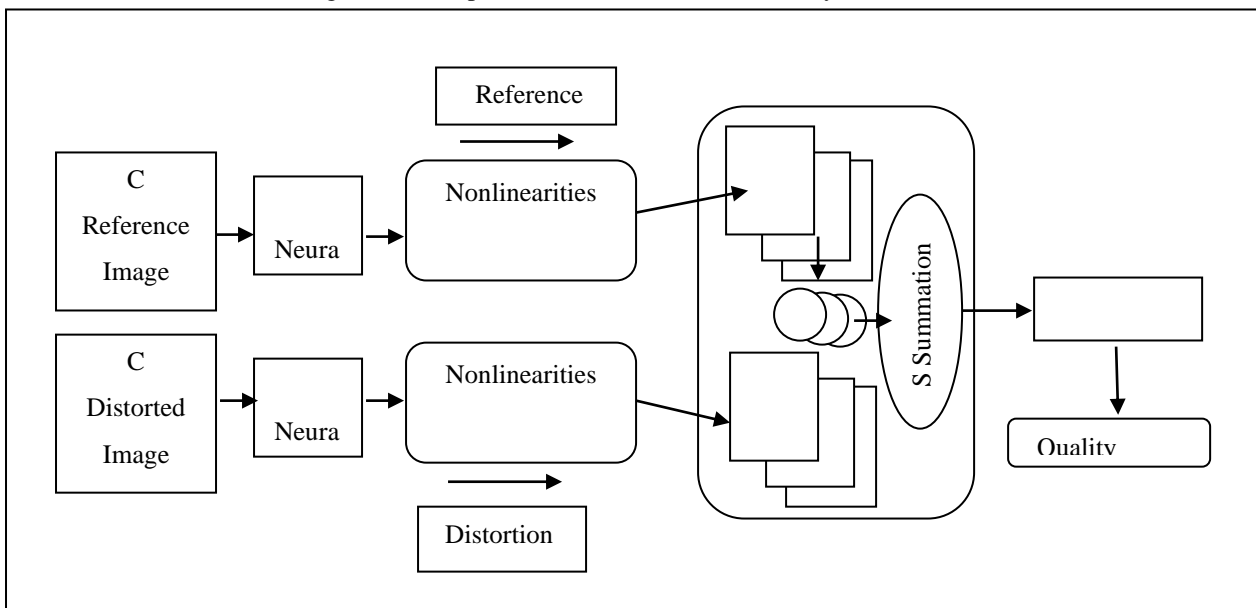 Reference
C
Reference
Image
Neura
Nonlinearities
C
Distorted
Image
Neura
Nonlinearities
Distortion
S Summation
Quality